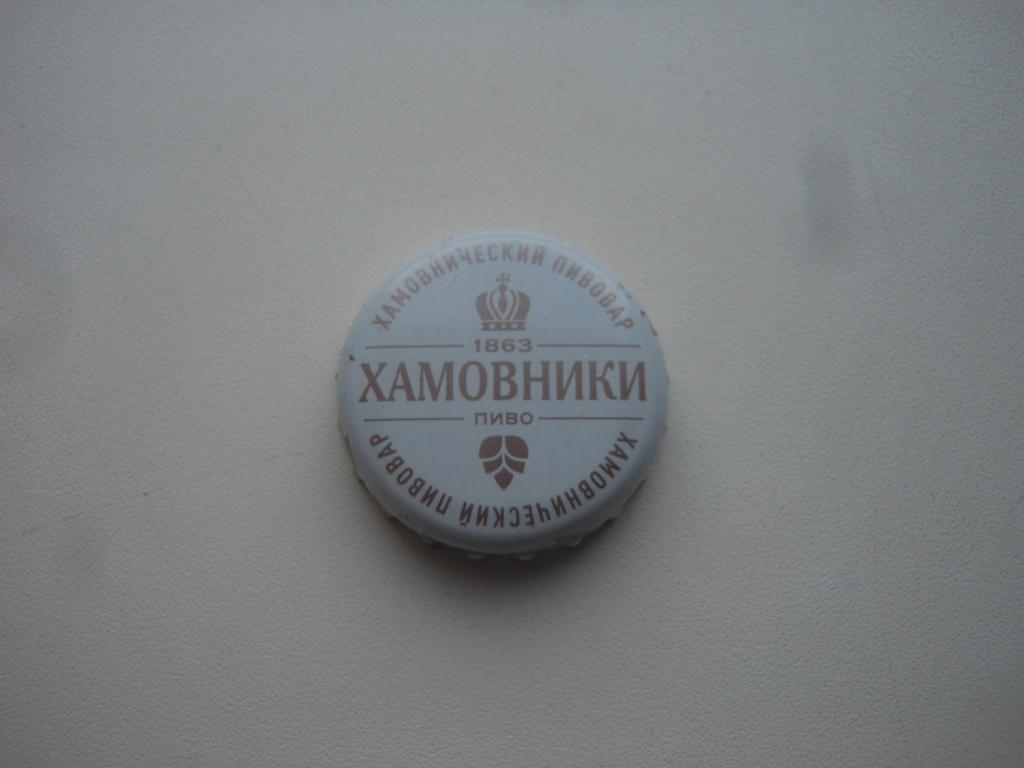 ХАМОВНИЧЕСКИЙ ПИВОВАР
1863
ХАМОВНИКИ
ПИВО
ХАМОВНИЧЕСКИЙ ПИВОВАР